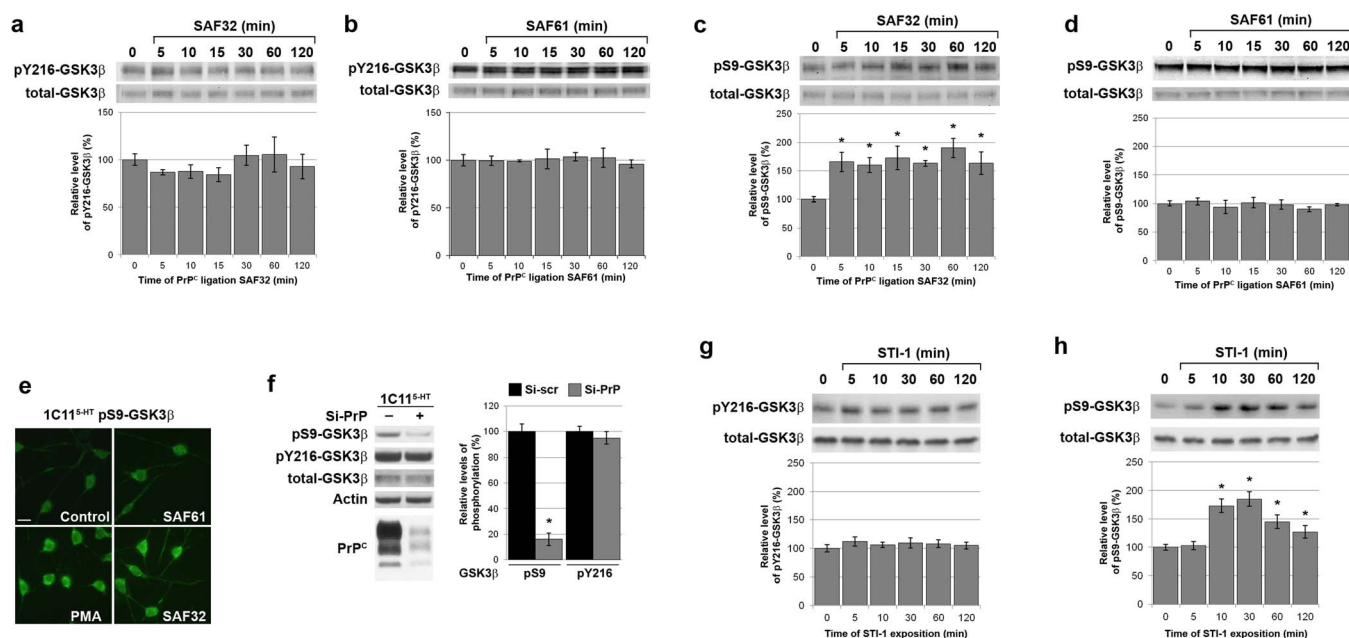 a
SAF32 (min)
0 5 10 15 30 60 120
pY216-GSK3β
total-GSK3β
Relative level
of pY216-GSK3β (%)
150
100
50
0
0 5 10 15 30 60 120
Time of PrPᶜ ligation SAF32 (min)
b
SAF61 (min)
0 5 10 15 30 60 120
pY216-GSK3β
total-GSK3β
Relative level
of pY216-GSK3β (%)
150
100
50
0
0 5 10 15 30 60 120
Time of PrPᶜ ligation SAF61 (min)
c
SAF32 (min)
0 5 10 15 30 60 120
pS9-GSK3β
total-GSK3β
Relative level
of pS9-GSK3β (%)
250
200
150
100
50
0
* * * * * *
0 5 10 15 30 60 120
Time of PrPᶜ ligation SAF32 (min)
d
SAF61 (min)
0 5 10 15 30 60 120
pS9-GSK3β
total-GSK3β
Relative level
of pS9-GSK3β (%)
250
200
150
100
50
0
0 5 10 15 30 60 120
Time of PrPᶜ ligation SAF61 (min)
e
1C11⁵⁻ᴴᵀ pS9-GSK3β
Control
SAF61
PMA
SAF32
f
1C11⁵⁻ᴴᵀ
Si-PrP – +
pS9-GSK3β
pY216-GSK3β
total-GSK3β
Actin
PrPᶜ
Si-scr Si-PrP
Relative levels of
phosphorylation (%)
120
100
80
60
40
20
0
*
GSK3β pS9 pY216
g
STI-1 (min)
0 5 10 30 60 120
pY216-GSK3β
total-GSK3β
Relative level
of pY216-GSK3β (%)
250
200
150
100
50
0
0 5 10 30 60 120
Time of STI-1 exposition (min)
h
STI-1 (min)
0 5 10 30 60 120
pS9-GSK3β
total-GSK3β
Relative level
of pS9-GSK3β (%)
250
200
150
100
50
0
* * * *
0 5 10 30 60 120
Time of STI-1 exposition (min)